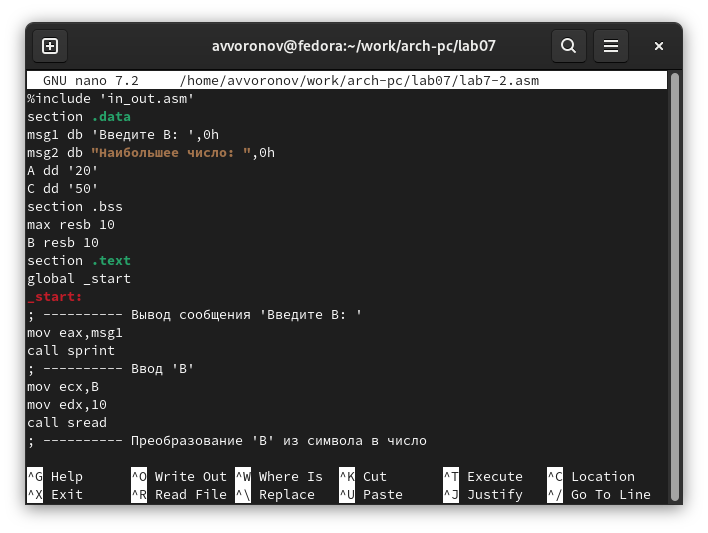 avvoronov@fedora:~/work/arch-pc/lab07
GNU nano 7.2 /home/avvoronov/work/arch-pc/lab07/lab7-2.asm
%include 'in_out.asm'
section .data
msg1 db 'Введите B: ',0h
msg2 db "Наибольшее число: ",0h
A dd '20'
C dd '50'
section .bss
max resb 10
B resb 10
section .text
global _start
_start:
; ---------- Вывод сообщения 'Введите B: '
mov eax,msg1
call sprint
; ---------- Ввод 'B'
mov ecx,B
mov edx,10
call sread
; ---------- Преобразование 'B' из символа в число
^G Help ^O Write Out ^W Where Is ^K Cut ^T Execute ^C Location
^X Exit ^R Read File ^\ Replace ^U Paste ^J Justify ^/ Go To Line